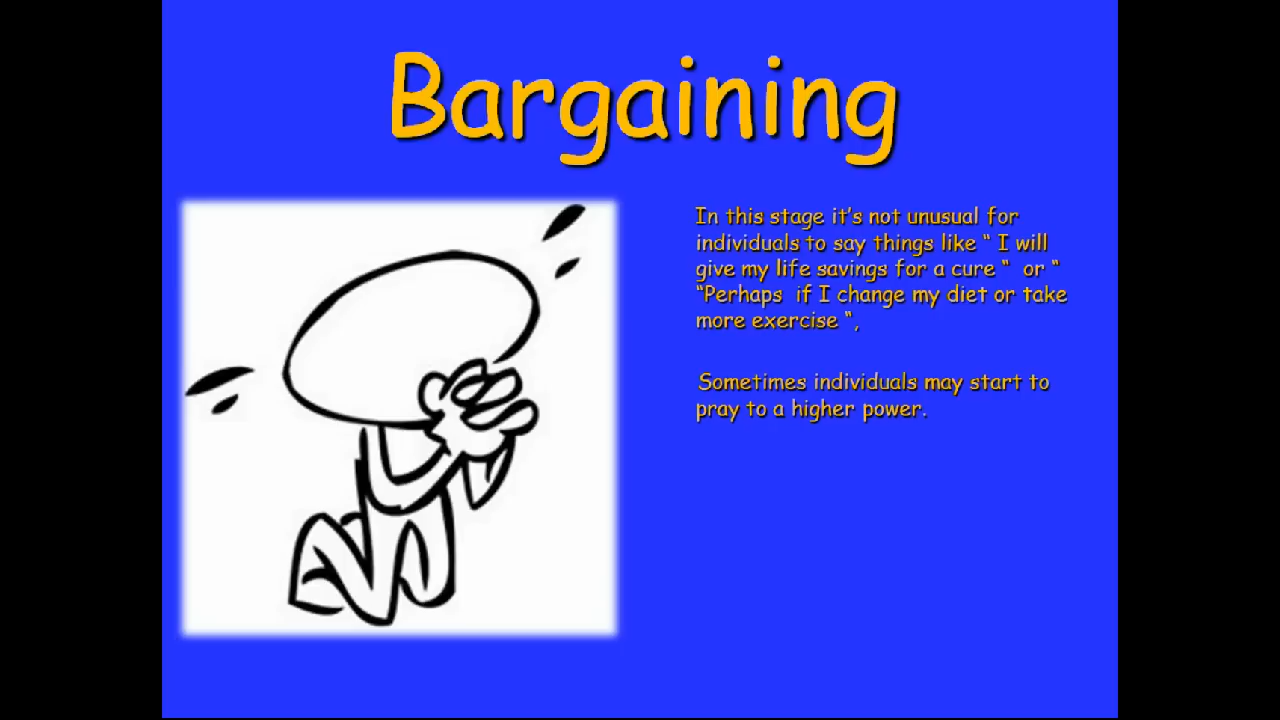 Bargaining
In this stage it's not unusual for
individuals to say things like “ I will
give my life savings for a cure “  or “
“Perhaps  if I change my diet or take
more exercise “,
Sometimes individuals may start to
pray to a higher power.